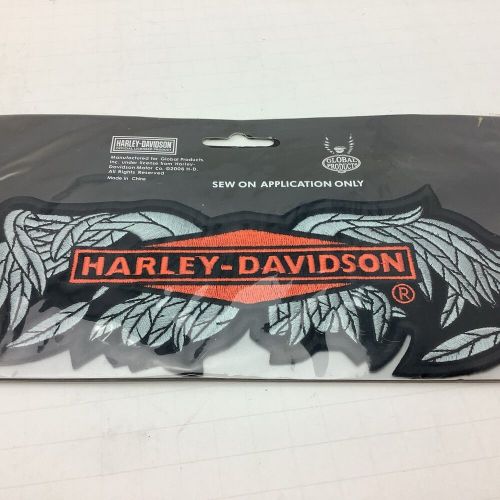 HARLEY-DAVIDSON
Manufactured for Global Products,
Inc. under license from Harley-
Davidson Motor Co. ©2006 H-D.
All Rights Reserved
Made in China
GLOBAL
PRODUCTS
SEW ON APPLICATION ONLY
HARLEY-DAVIDSON
®